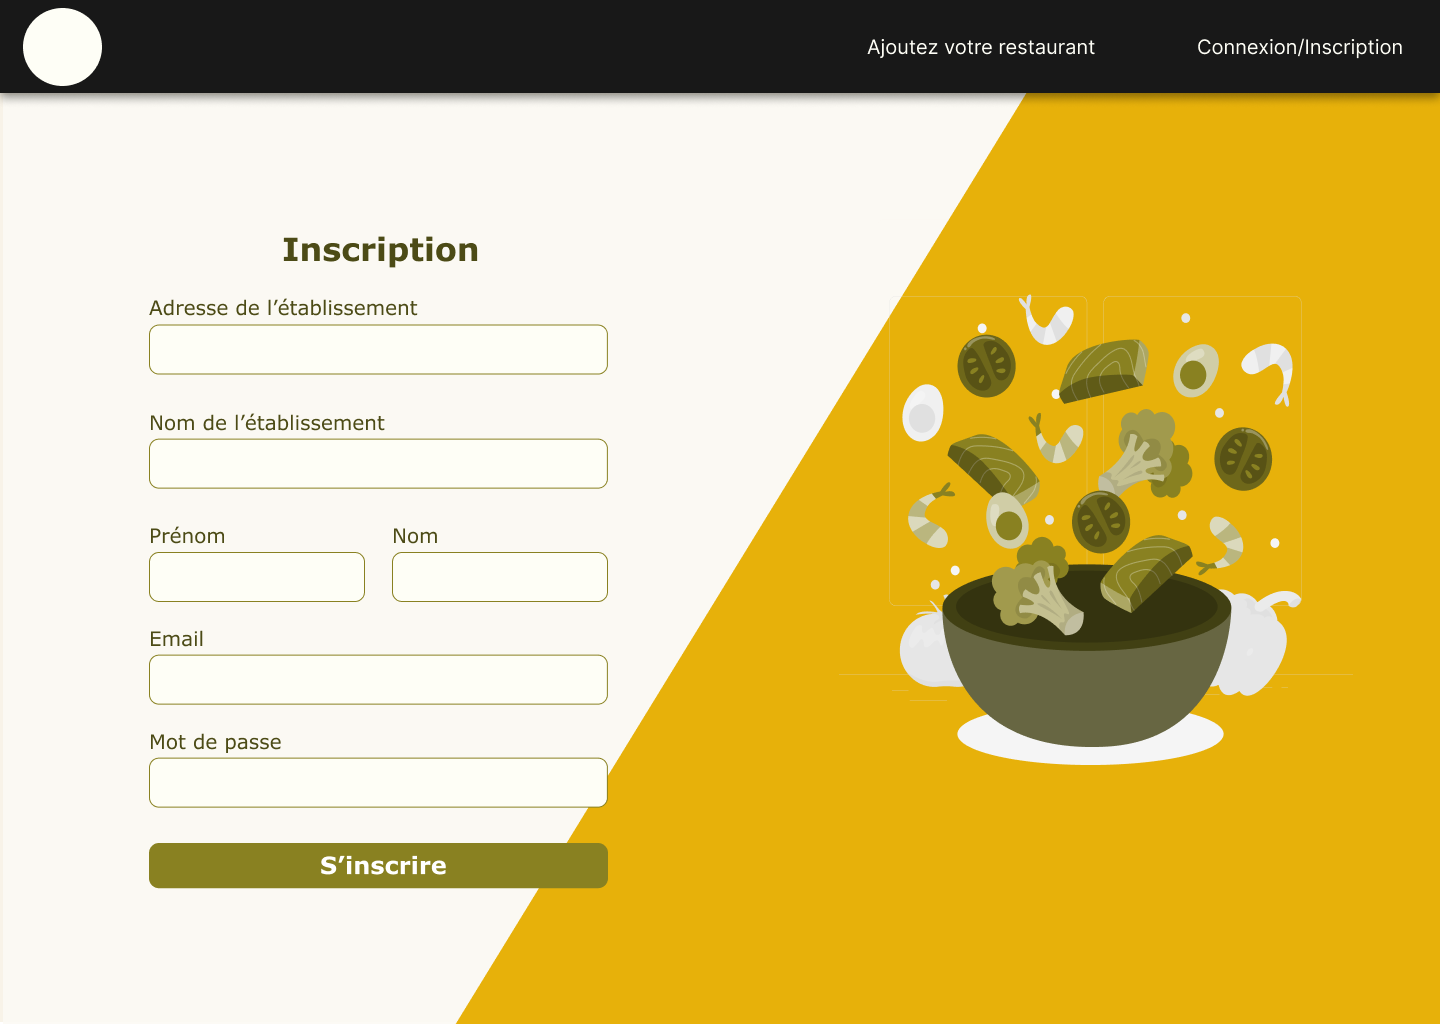 Ajoutez votre restaurant
Connexion/Inscription
Inscription
Adresse de l’établissement
Nom de l’établissement
Prénom
Nom
Email
Mot de passe
S’inscrire